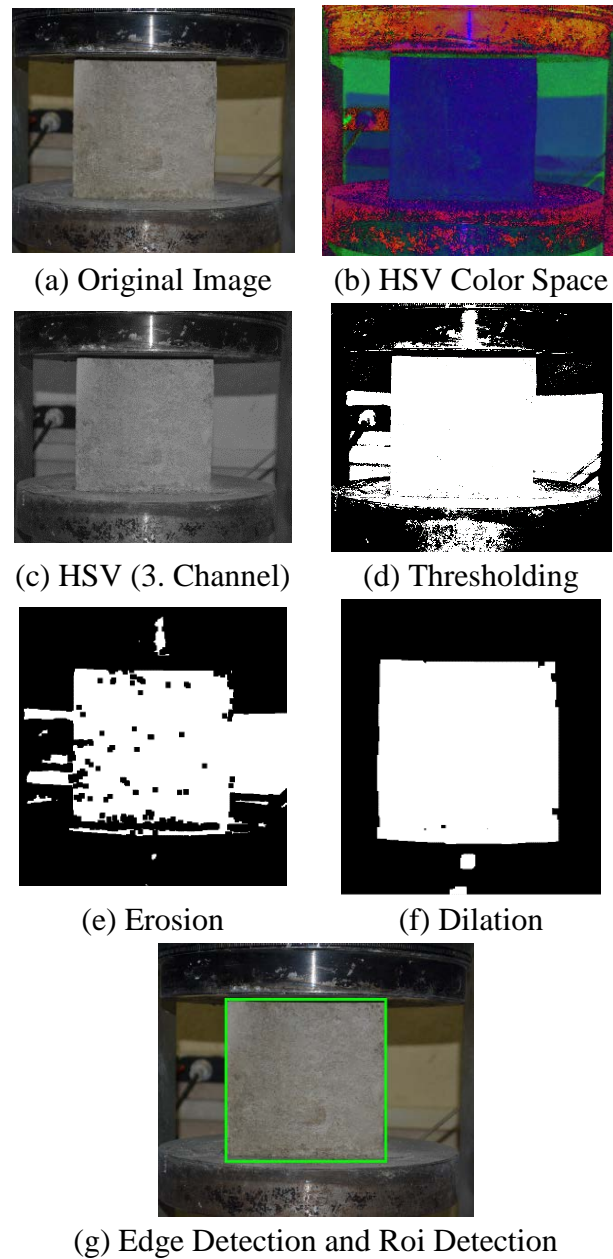 (a) Original Image
(b) HSV Color Space
(c) HSV (3. Channel)
(d) Thresholding
(e) Erosion
(f) Dilation
(g) Edge Detection and Roi Detection